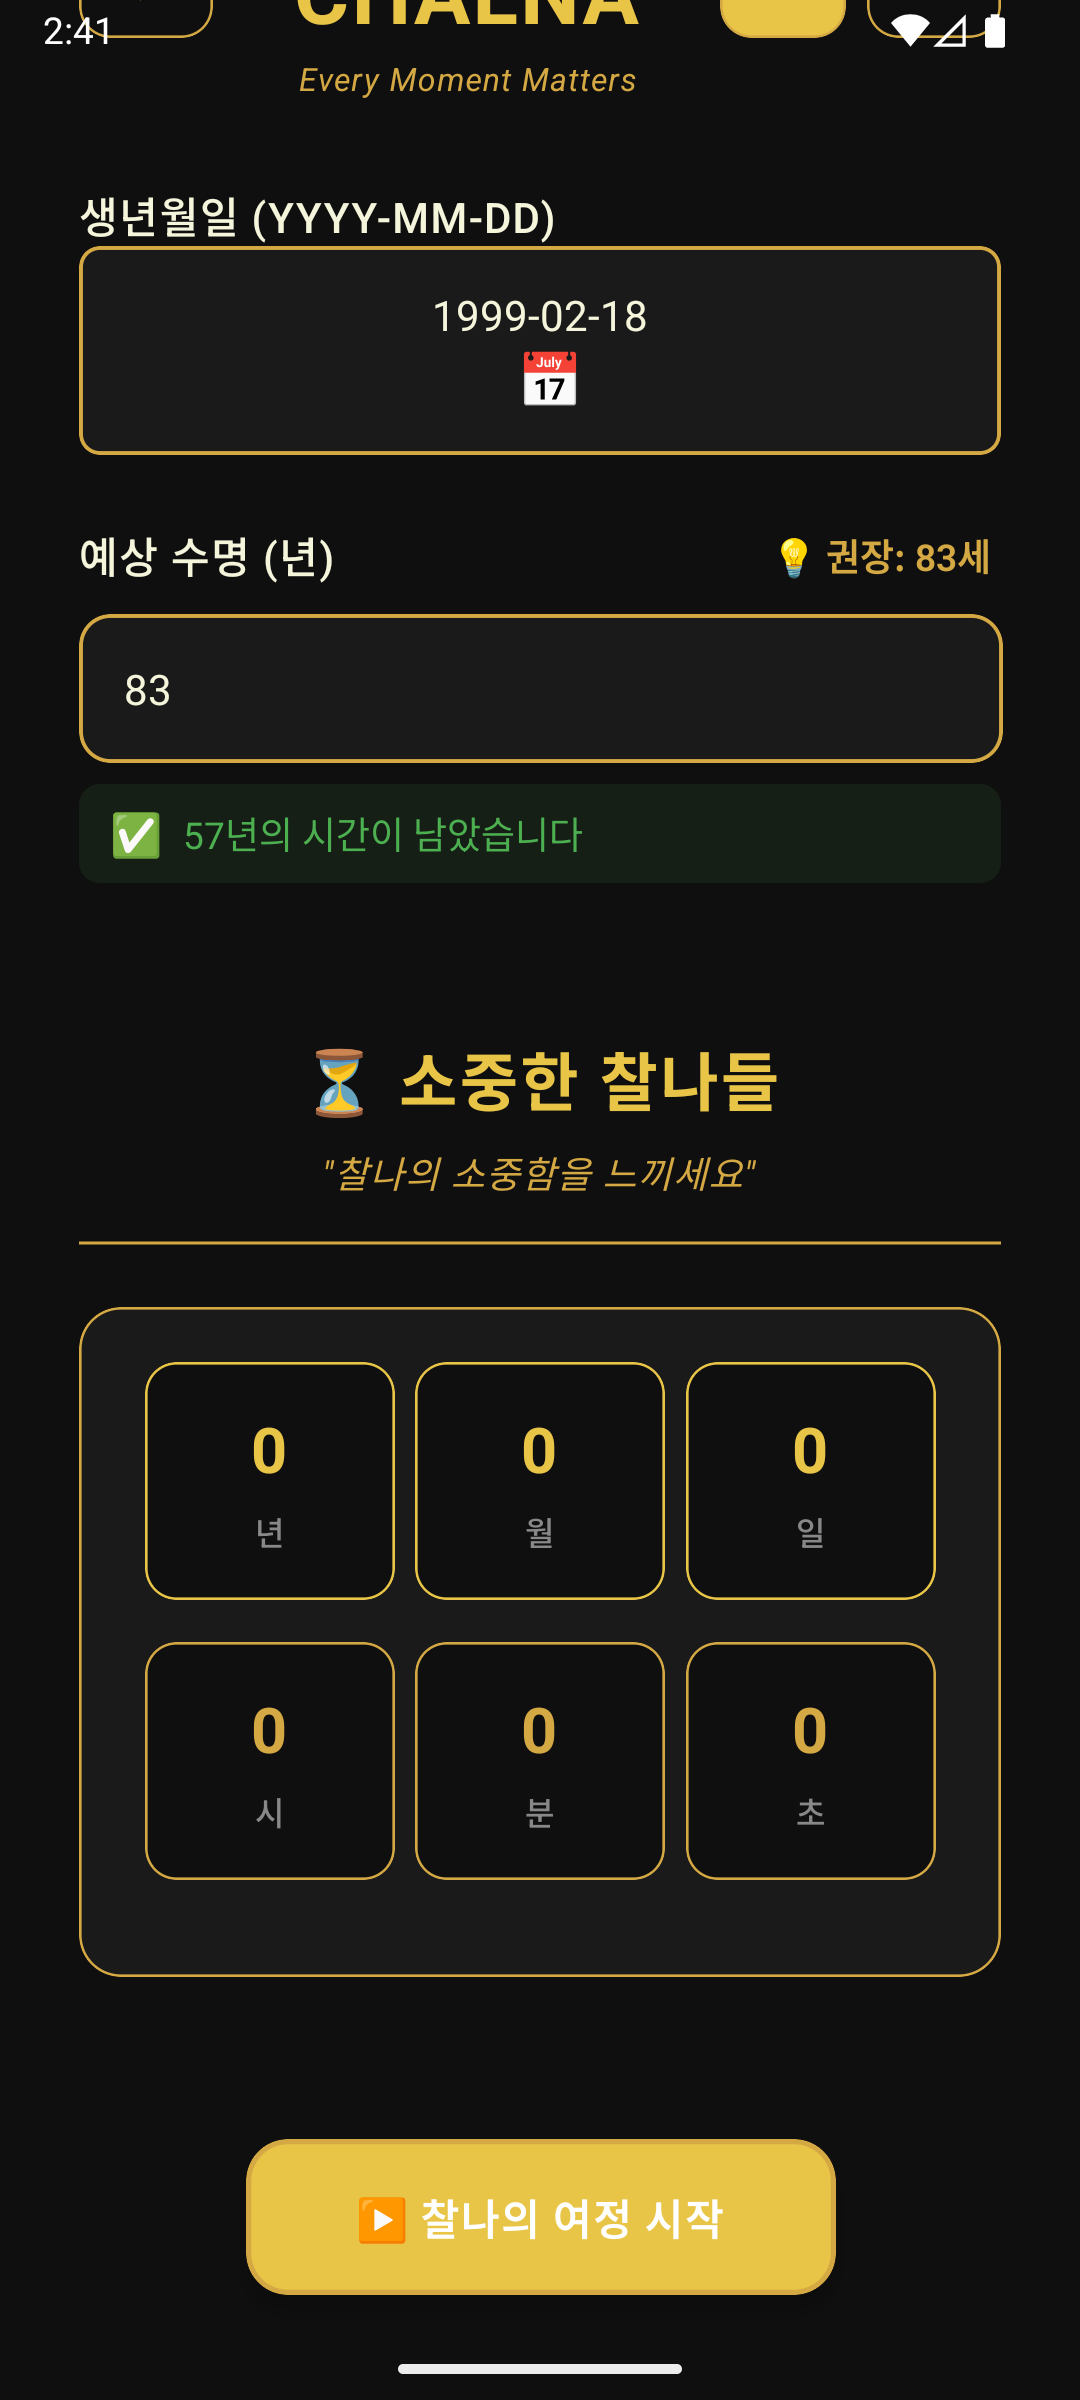 2:41
CHALNA
Every Moment Matters
생년월일 (YYYY-MM-DD)
1999-02-18
July
17
예상 수명 (년)
💡 권장: 83세
83
✅ 57년의 시간이 남았습니다
⏳ 소중한 찰나들
"찰나의 소중함을 느끼세요"
0
년
0
월
0
일
0
시
0
분
0
초
▶️ 찰나의 여정 시작